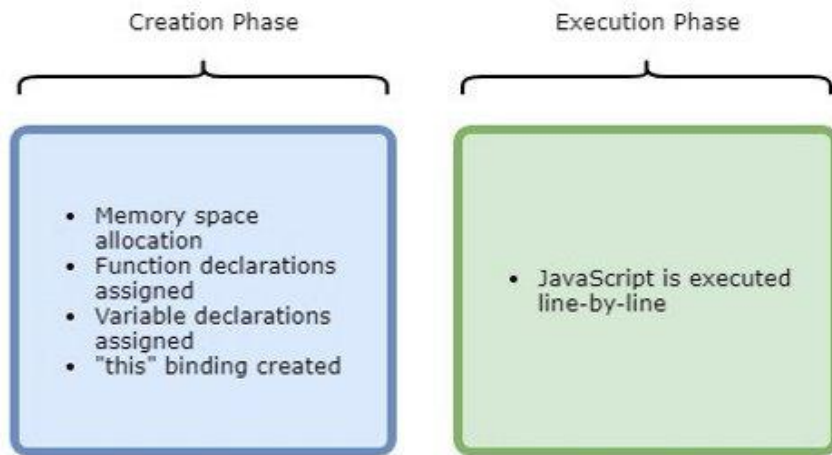 Creation Phase
Execution Phase
• Memory space
allocation
• Function declarations
assigned
• Variable declarations
assigned
• "this" binding created
• JavaScript is executed
line-by-line